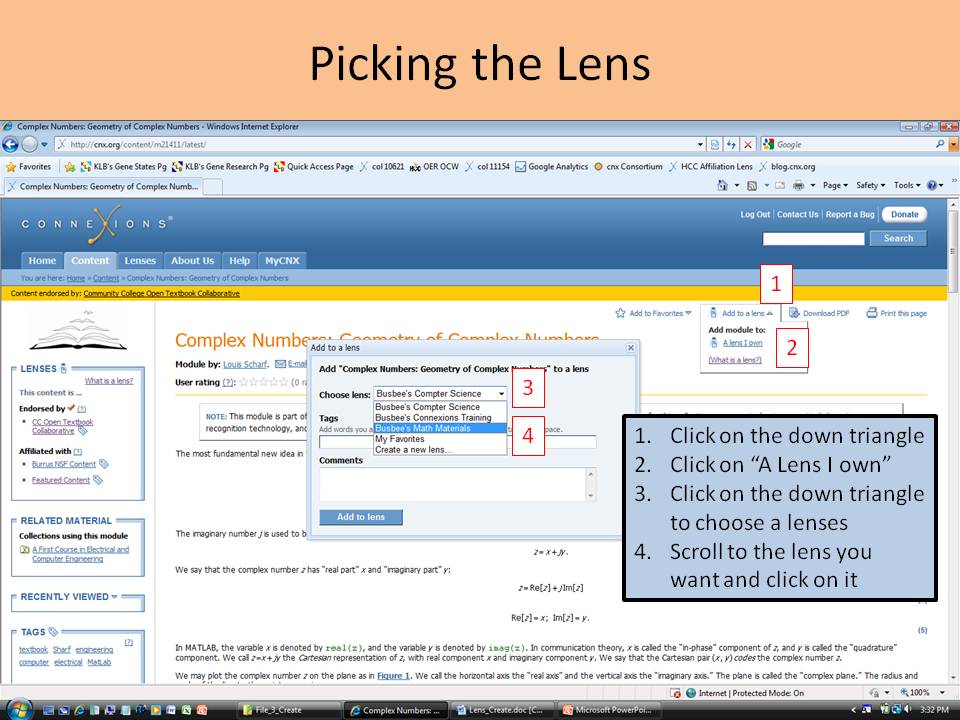 Picking the Lens
Complex Numbers: Geometry of Complex Numbers - Windows Internet Explorer
http://cnx.org/content/m21411/latest/
Google
Favorites KLB's Gene States Pg KLB's Gene Research Pg Quick Access Page col 10621 OER OCW col 11154 Google Analytics cnx Consortium HCC Affiliation Lens blog.cnx.org
Complex Numbers: Geometry of Complex Numb...
Page Safety Tools
CONNEXIONS®
Log Out | Contact Us | Report a Bug Donate
Search
Home Content Lenses About Us Help MyCNX
You are here: Home » Content » Complex Numbers: Geometry of Complex Numbers
Content endorsed by: Community College Open Textbook Collaborative
1
Add to Favorites Add to a lens Download PDF Print this page
Add module to:
A lens I own
(What is a lens?)
2
Complex Numbers: Geometry of Complex Numbers
Module by: Louis Scharf. E-mail
User rating (?): (0 ra
NOTE: This module is part of
recognition technology, and
The most fundamental new idea in
LENSES
What is a lens?
This content is ...
Endorsed by (?)
CC Open Textbook
Collaborative
Affiliated with (?)
Burrus NSF Content
Featured Content
RELATED MATERIAL
Collections using this module
A First Course in Electrical and
Computer Engineering
RECENTLY VIEWED
TAGS
(?)
textbook Sharf engineering
computer electrical MatLab
Add to a lens
Add "Complex Numbers: Geometry of Complex Numbers" to a lens
Choose lens: Busbee's Compter Science
3
Busbee's Compter Science
Busbee's Connexions Training
Busbee's Math Materials
My Favorites
Create a new lens...
4
Tags
Add words you a
pace.
Comments
Add to lens
1. Click on the down triangle
2. Click on “A Lens I own”
3. Click on the down triangle
to choose a lenses
4. Scroll to the lens you
want and click on it
The imaginary number j is used to b
z = x + jy.
We say that the complex number z has "real part" x and "imaginary part" y:
z = Re[z] + jIm[z]
Re[z] = x; Im[z] = y.
(5)
In MATLAB, the variable x is denoted by real(z), and the variable y is denoted by imag(z). In communication theory, x is called the "in-phase" component of z, and y is called the "quadrature"
component. We call z=x+jy the Cartesian representation of z, with real component x and imaginary component y. We say that the Cartesian pair (x, y) codes the complex number z.
We may plot the complex number z on the plane as in Figure 1. We call the horizontal axis the "real axis" and the vertical axis the "imaginary axis." The plane is called the "complex plane." The radius and
Internet | Protected Mode: On 100%
File_3_Create Complex Numbers: ... Lens_Create.doc [C... Microsoft PowerPoi... 3:32 PM